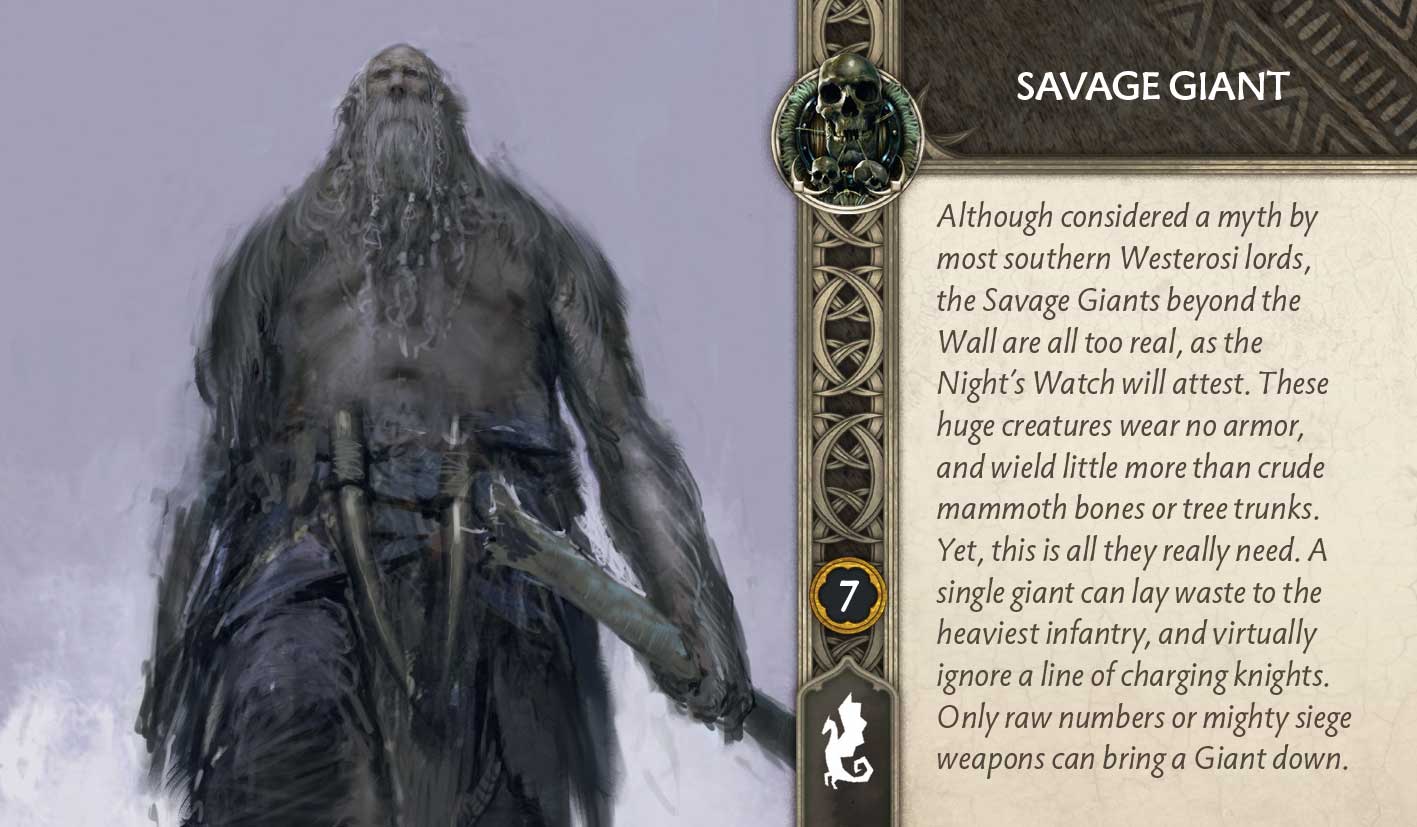 SAVAGE GIANT
Although considered a myth by
most southern Westerosi lords,
the Savage Giants beyond the
Wall are all too real, as the
Night's Watch will attest. These
huge creatures wear no armor,
and wield little more than crude
mammoth bones or tree trunks.
Yet, this is all they really need. A
single giant can lay waste to the
heaviest infantry, and virtually
ignore a line of charging knights.
Only raw numbers or mighty siege
weapons can bring a Giant down.
7